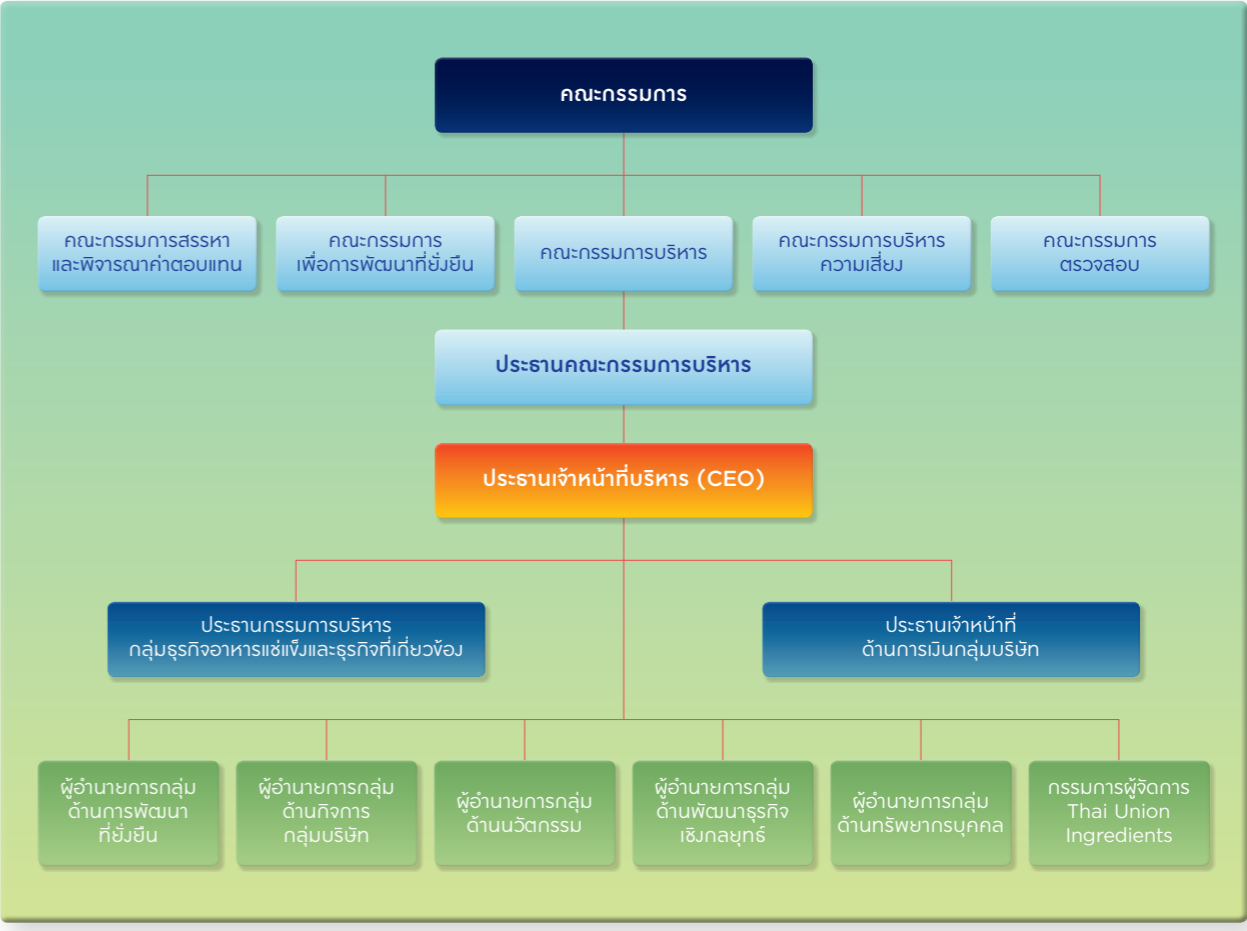 คณะกรรมการ
คณะกรรมการสรรหา
และพิจารณาค่าตอบแทน
คณะกรรมการ
เพื่อการพัฒนาที่ยั่งยืน
คณะกรรมการบริหาร
คณะกรรมการบริหาร
ความเสี่ยง
คณะกรรมการ
ตรวจสอบ
ประธานคณะกรรมการบริหาร
ประธานเจ้าหน้าที่บริหาร (CEO)
ประธานกรรมการบริหาร
กลุ่มธุรกิจอาหารแช่แข็งและธุรกิจที่เกี่ยวข้อง
ประธานเจ้าหน้าที่
ด้านการเงินกลุ่มบริษัท
ผู้อำนายการกลุ่ม
ด้านการพัฒนา
ที่ยั่งยืน
ผู้อำนายการกลุ่ม
ด้านกิจการ
กลุ่มบริษัท
ผู้อำนายการกลุ่ม
ด้านนวัตกรรม
ผู้อำนายการกลุ่ม
ด้านพัฒนาธุรกิจ
เชิงกลยุทธ์
ผู้อำนายการกลุ่ม
ด้านทรัพยากรบุคคล
กรรมการผู้จัดการ
Thai Union
Ingredients